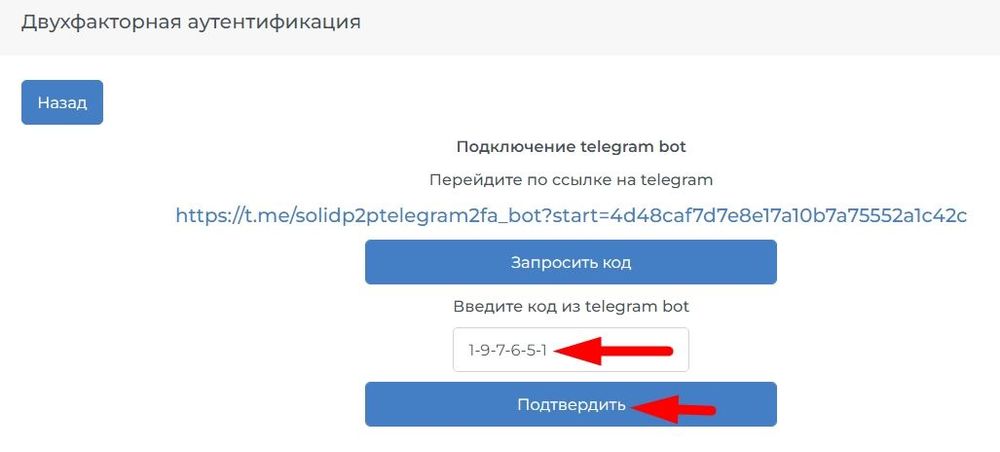 Двухфакторная аутентификация
Назад
Подключение telegram bot
Перейдите по ссылке на telegram
https://t.me/solidp2ptelegram2fa_bot?start=4d48caf7d7e8e17a10b7a75552a1c42c
Запросить код
Введите код из telegram bot
1-9-7-6-5-1
Подтвердить